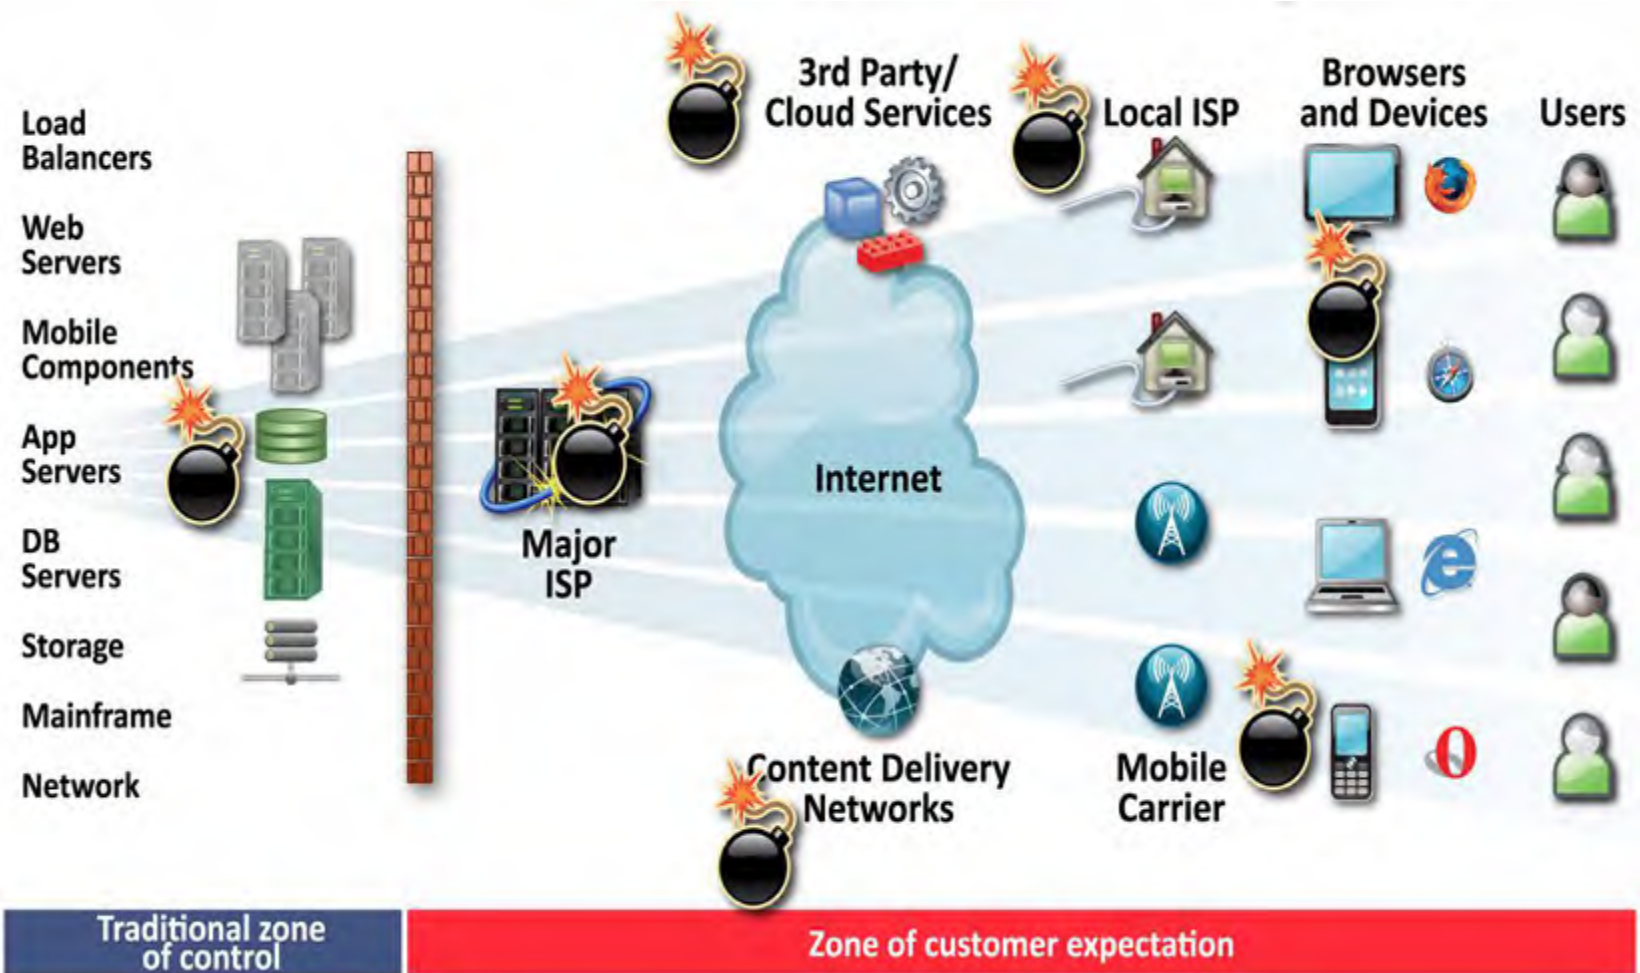 Load
Balancers
Web
Servers
Mobile
Components
App
Servers
DB
Servers
Storage
Mainframe
Network
Major
ISP
3rd Party/
Cloud Services
Internet
Content Delivery
Networks
Local ISP
Mobile
Carrier
Browsers
and Devices
Users
Traditional zone
of control
Zone of customer expectation